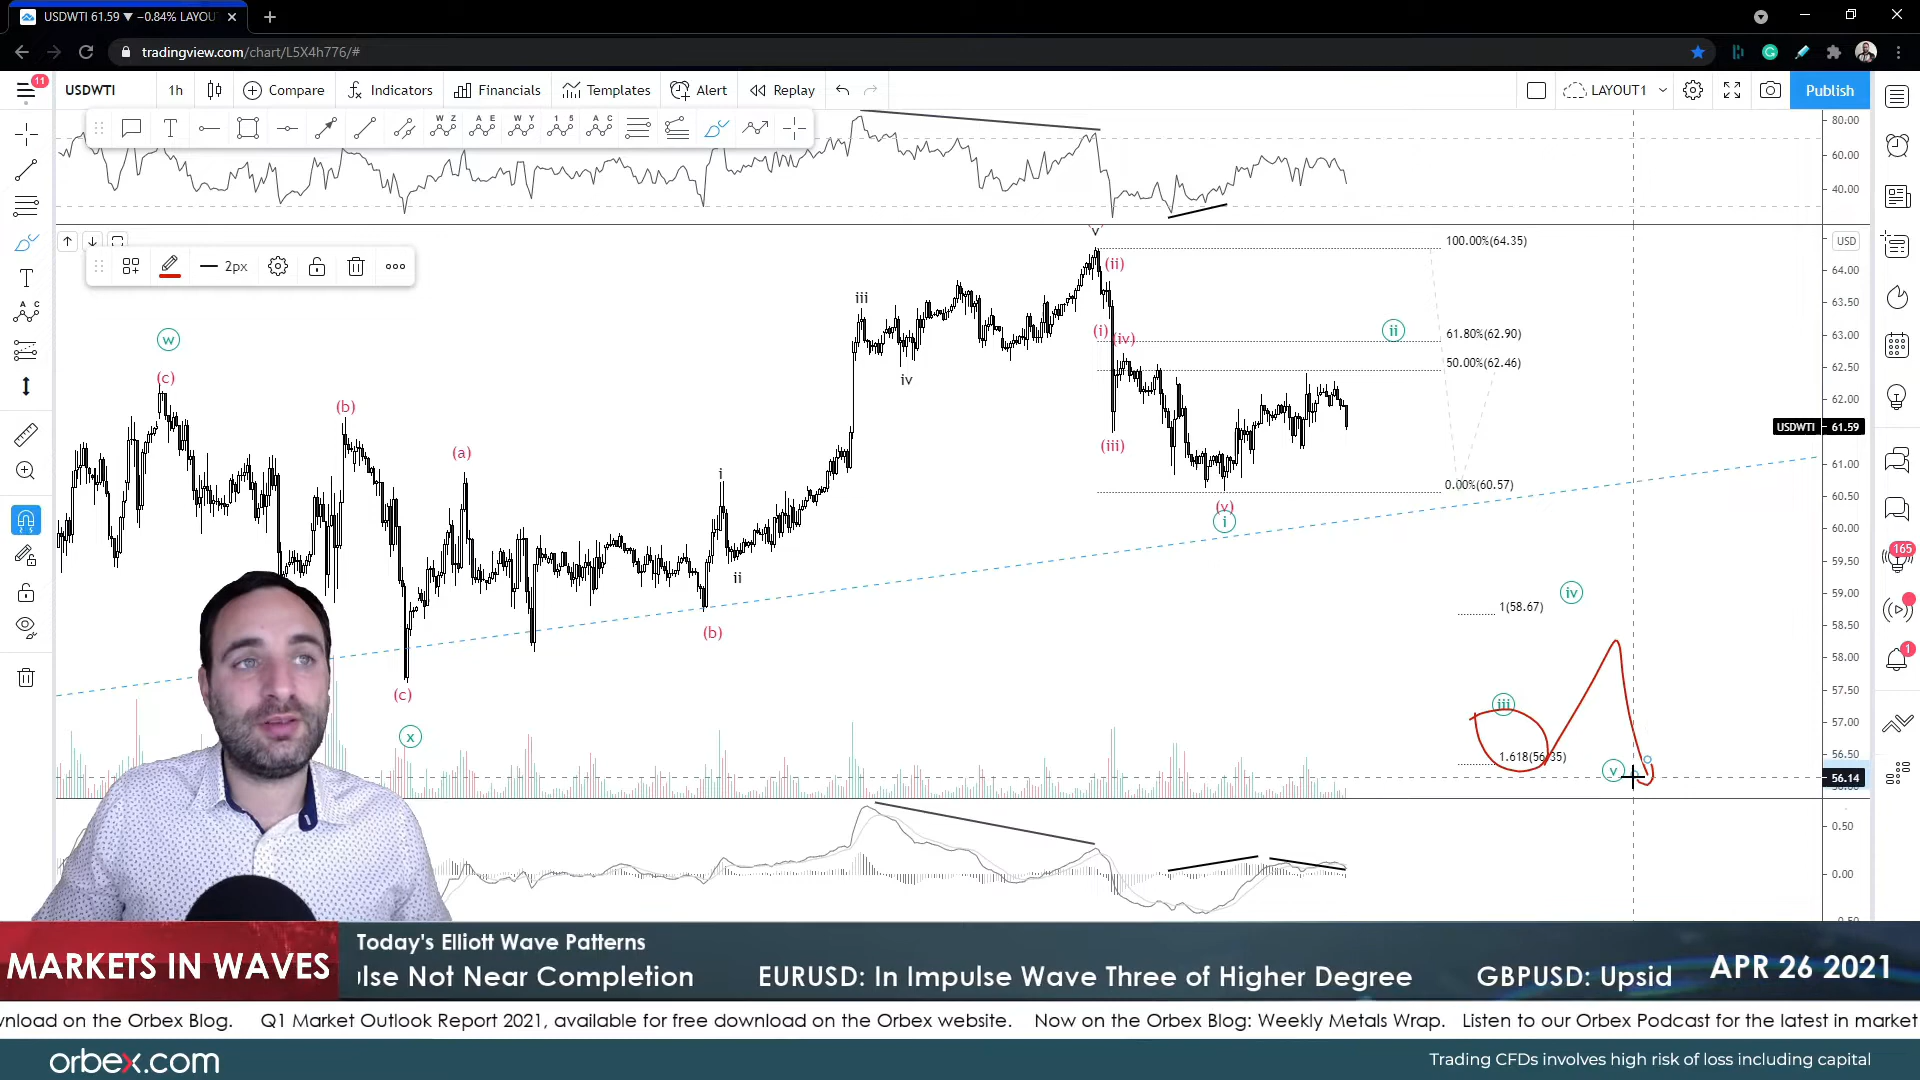 USDWTI 61.59 ▼ −0.84% LAYOU
tradingview.com/chart/L5X4h776/#
11
USDWTI 1h Compare Indicators Financials Templates Alert Replay LAYOUT1 Publish
W Z A E W Y 1 5 A C
80.00
60.00
40.00
2px
USD
v
100.00%(64.35)
(ii)
64.00
iii
63.50
(i) (iv)
ii
61.80%(62.90)
63.00
w
50.00%(62.46)
62.50
(c)
iv
(b)
62.00
USDWTI 61.59
(a)
(iii)
61.00
i
0.00%(60.57)
60.50
(v)
i
60.00
165
ii
59.50
iv
59.00
1(58.67)
(b)
58.50
1
58.00
(c)
57.50
iii
57.00
x
1.618(56.35)
56.50
v
56.14
0.50
0.00
MARKETS IN WAVES
Today's Elliott Wave Patterns
ulse Not Near Completion EURUSD: In Impulse Wave Three of Higher Degree GBPUSD: Upsid
APR 26 2021
wnload on the Orbex Blog. Q1 Market Outlook Report 2021, available for free download on the Orbex website. Now on the Orbex Blog: Weekly Metals Wrap. Listen to our Orbex Podcast for the latest in market
orbex.com
Trading CFDs involves high risk of loss including capital